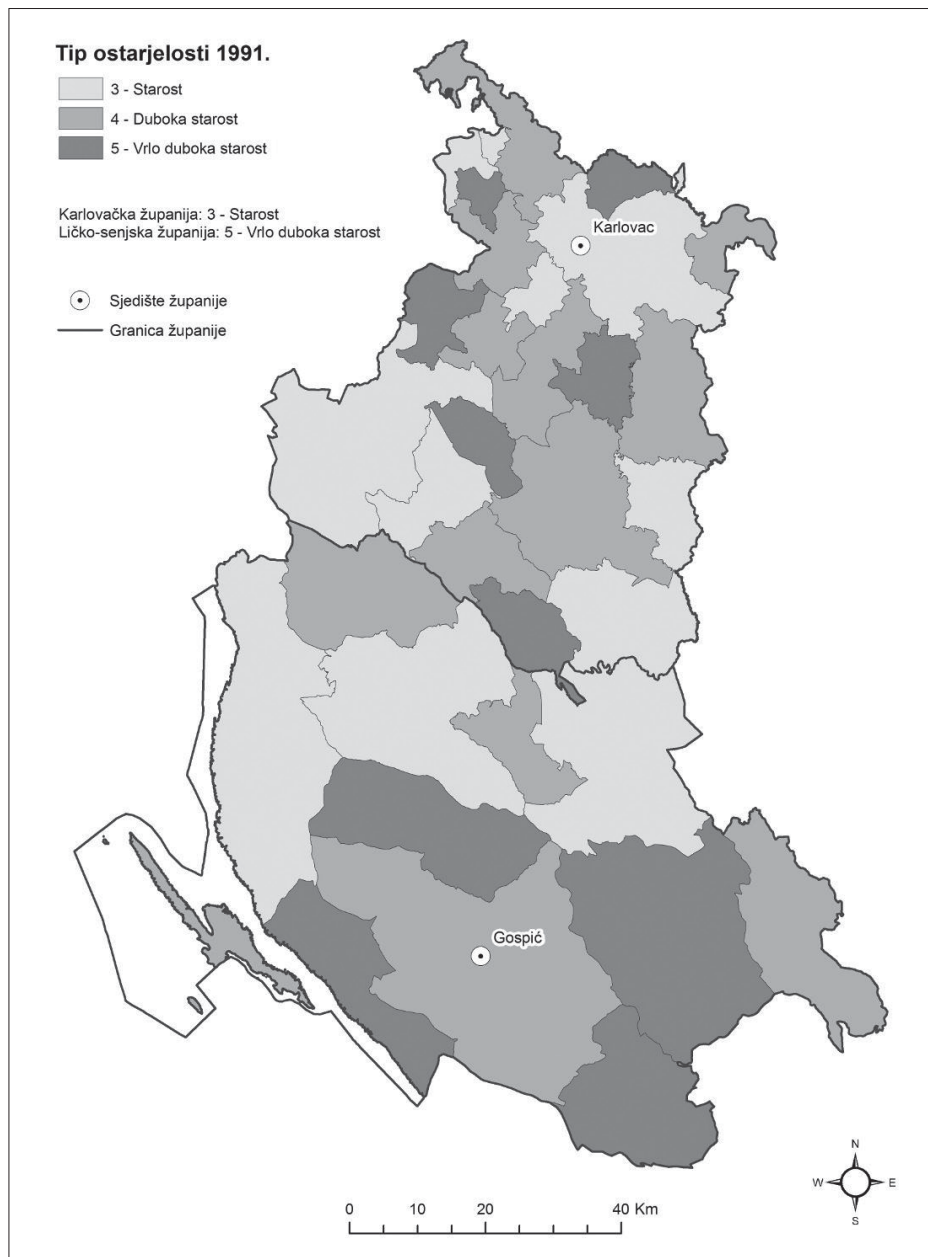 Tip ostarjelosti 1991.
3 - Starost
4 - Duboka starost
5 - Vrlo duboka starost
Karlovačka županija: 3 - Starost
Ličko-senjska županija: 5 - Vrlo duboka starost
Sjedište županije
Granica županije
Karlovac
Gospić
N
W E
S
0 10 20 40 Km